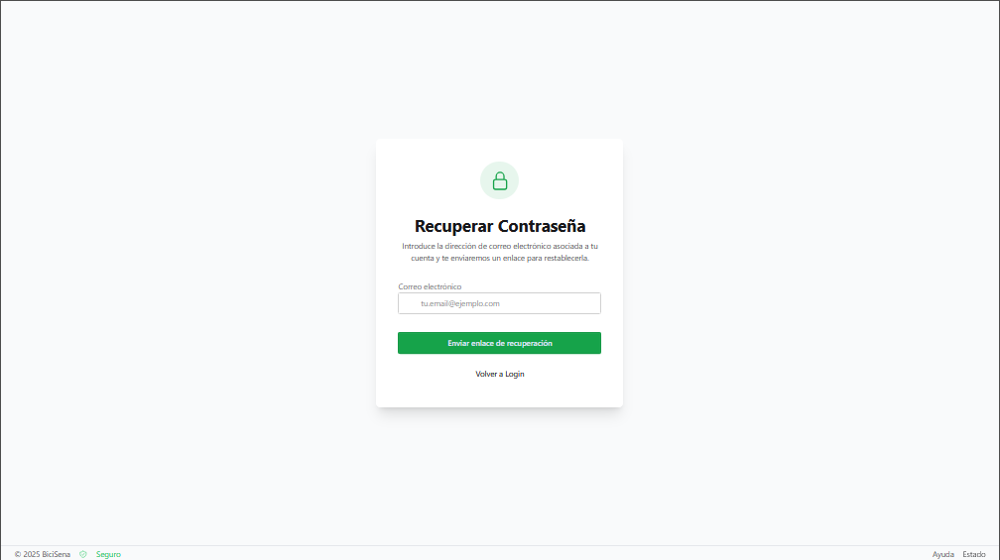 Recuperar Contraseña
Introduce la dirección de correo electrónico asociada a tu
cuenta y te enviaremos un enlace para restablecerla.
Correo electrónico
tu.email@ejemplo.com
Enviar enlace de recuperación
Volver a Login
© 2025 BiciSena Seguro Ayuda Estado